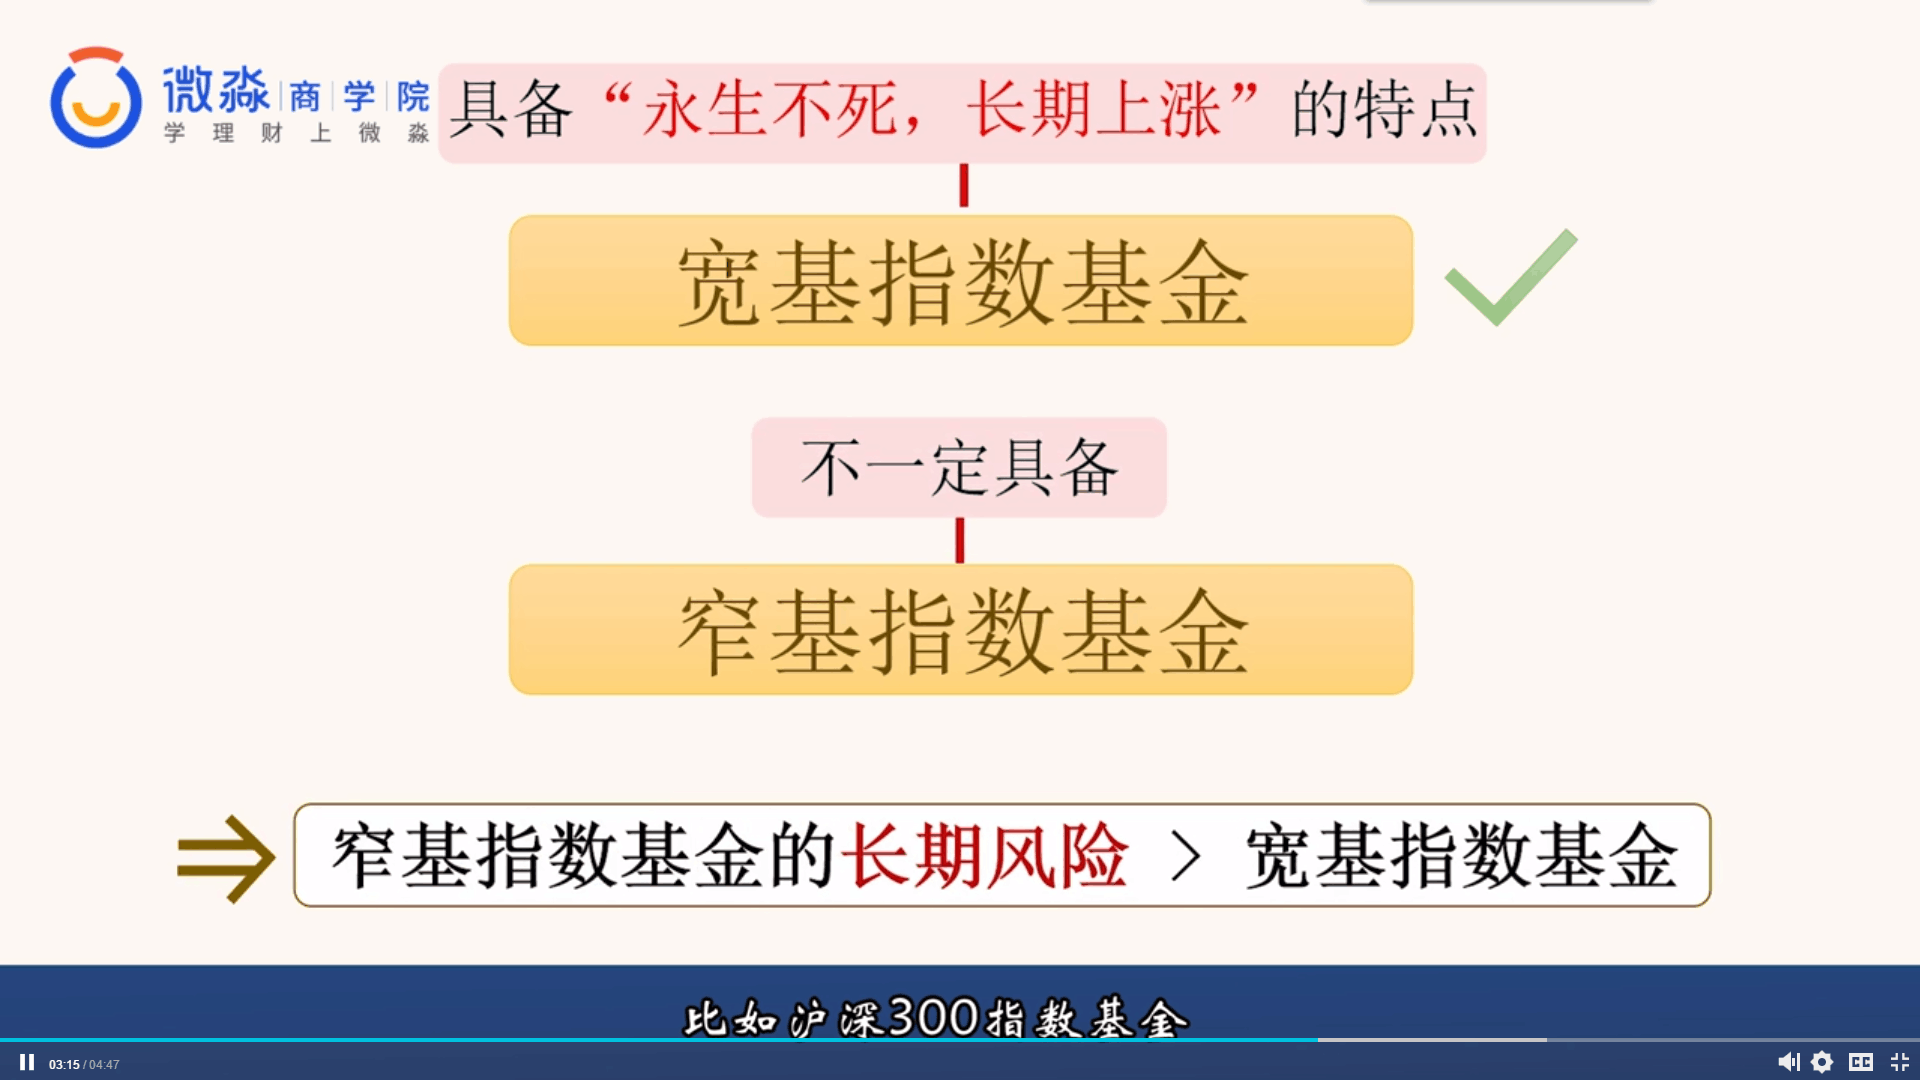 微淼商学院
学理财上微淼
具备“永生不死，长期上涨”的特点
宽基指数基金
不一定具备
窄基指数基金
窄基指数基金的长期风险 > 宽基指数基金
比如沪深300指数基金
03:15 / 04:47
CC